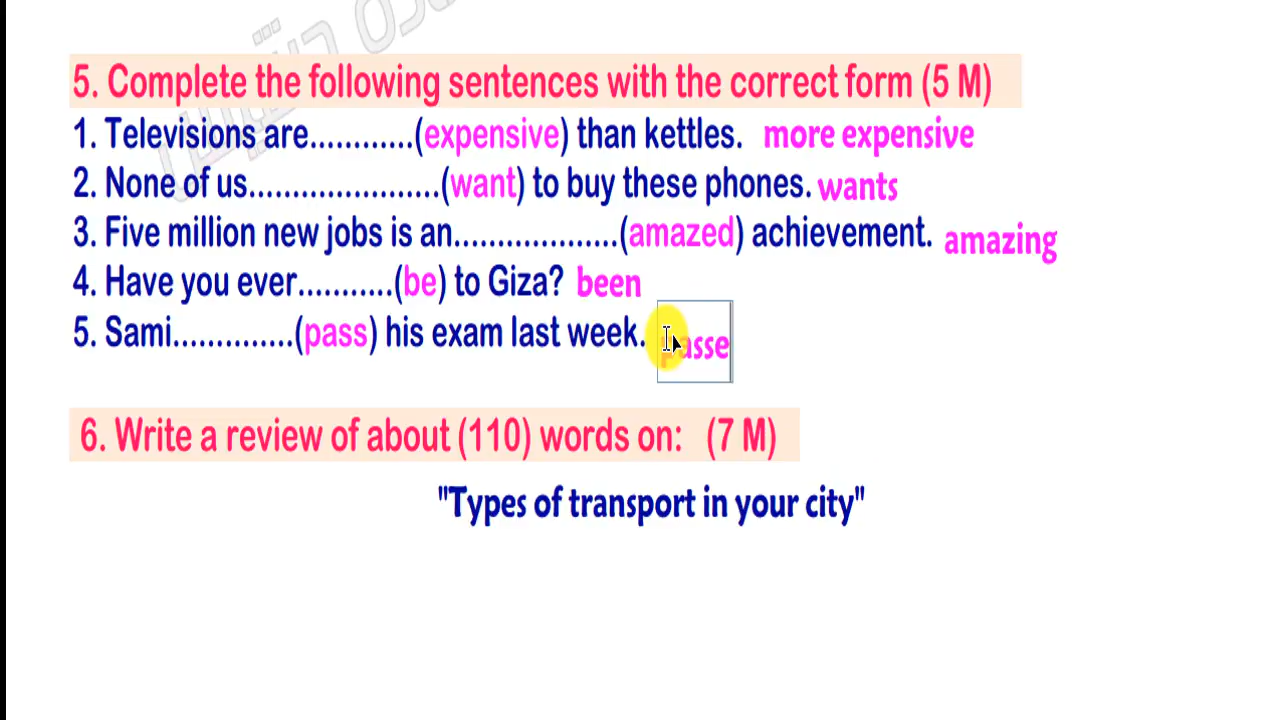 5. Complete the following sentences with the correct form (5 M)
1. Televisions are............(expensive) than kettles. more expensive
2. None of us......................(want) to buy these phones. wants
3. Five million new jobs is an...................(amazed) achievement. amazing
4. Have you ever...........(be) to Giza? been
5. Sami..............(pass) his exam last week. passe
6. Write a review of about (110) words on: (7 M)
"Types of transport in your city"